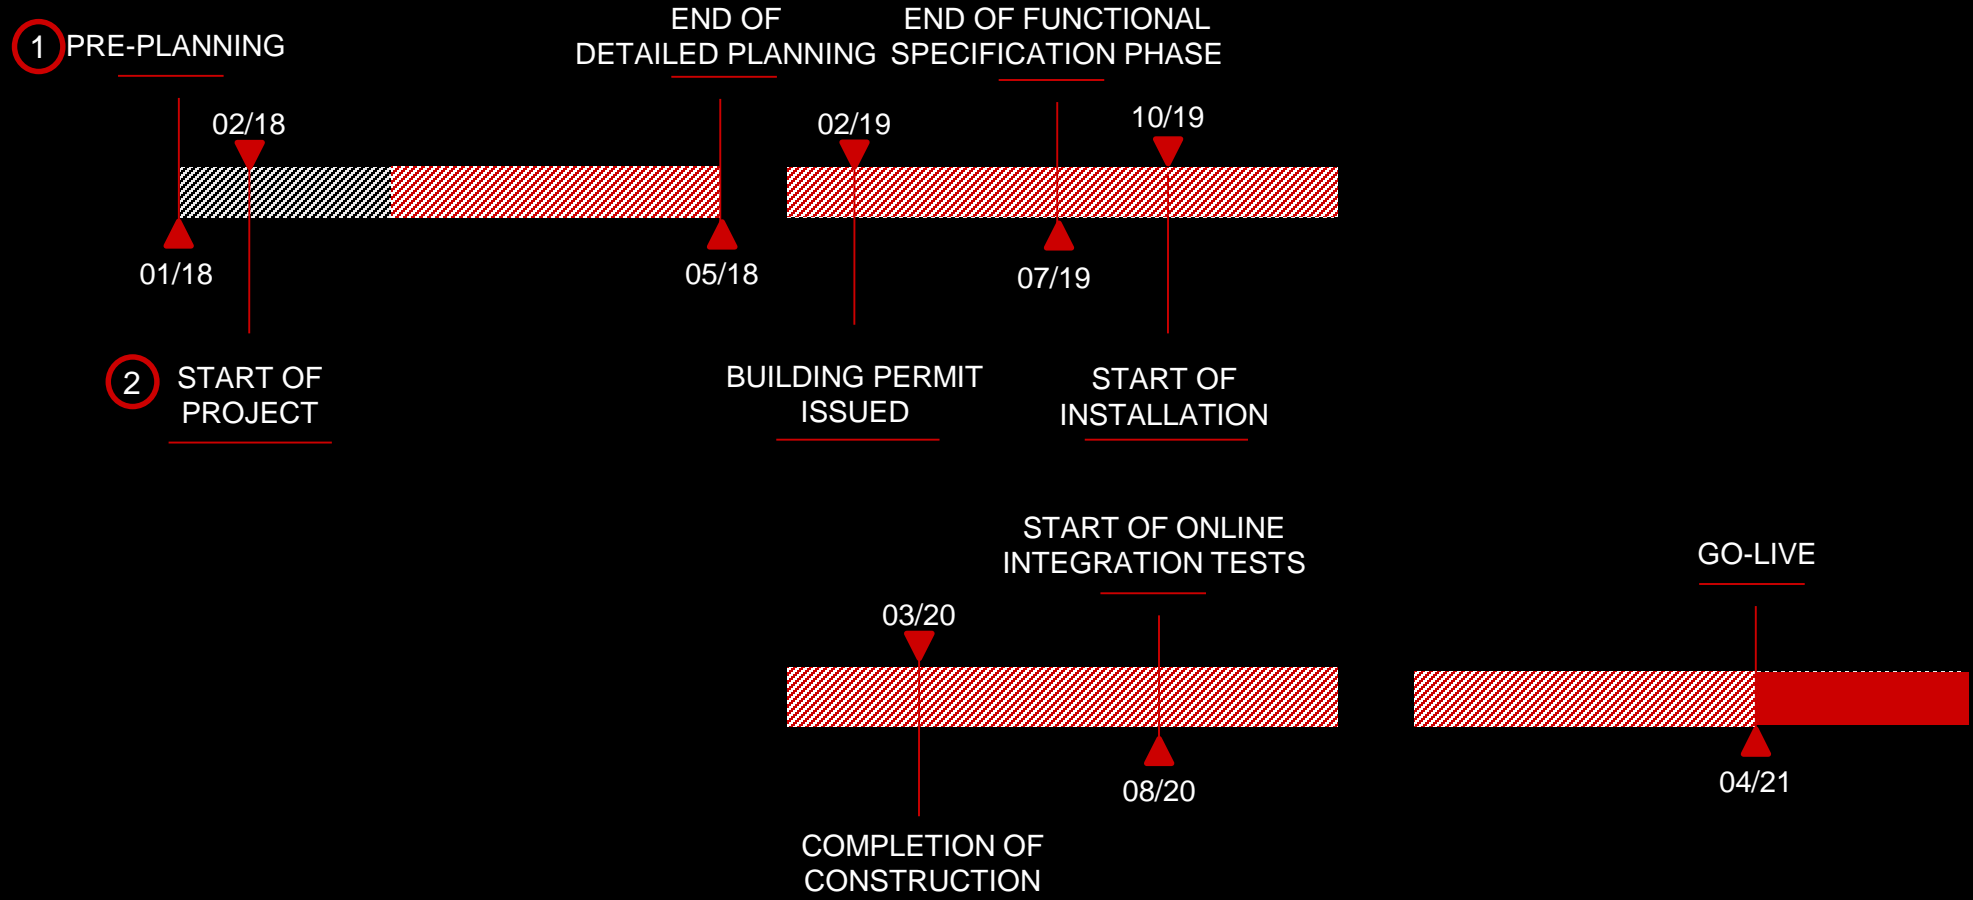 1 PRE-PLANNING
END OF
DETAILED PLANNING
END OF FUNCTIONAL
SPECIFICATION PHASE
02/18
02/19
10/19
01/18
05/18
07/19
2 START OF
PROJECT
BUILDING PERMIT
ISSUED
START OF
INSTALLATION
START OF ONLINE
INTEGRATION TESTS
GO-LIVE
03/20
08/20
04/21
COMPLETION OF
CONSTRUCTION